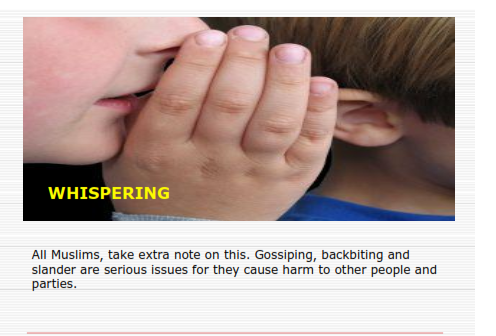 WHISPERING
All Muslims, take extra note on this. Gossiping, backbiting and
slander are serious issues for they cause harm to other people and
parties.